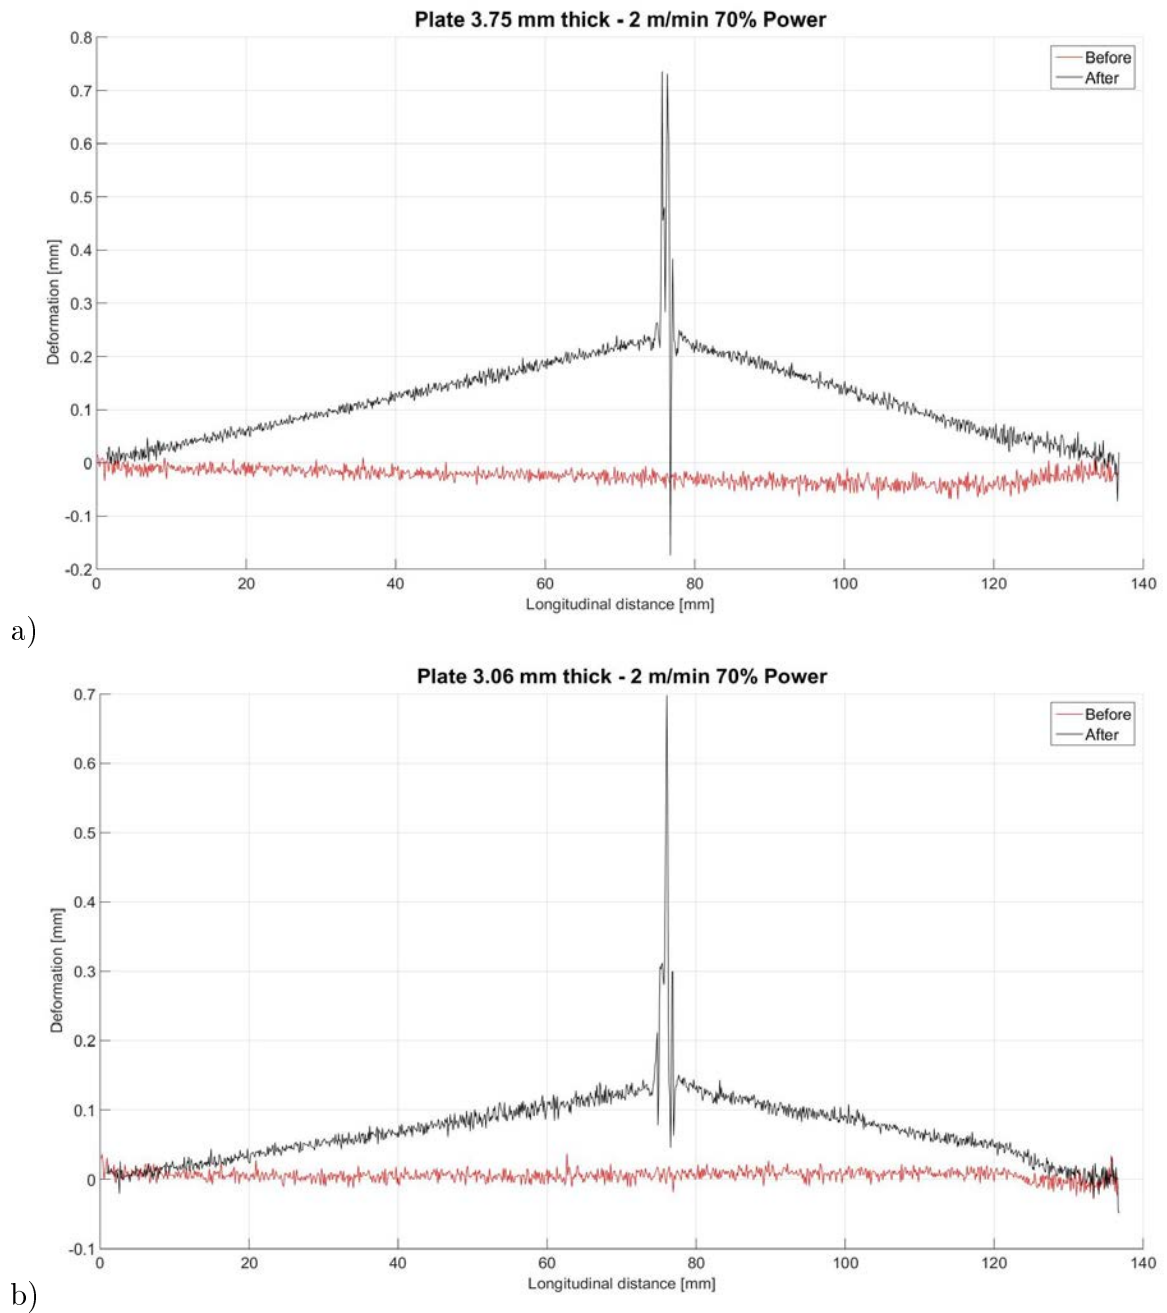 Plate 3.75 mm thick - 2 m/min 70% Power
0.8
Before
After
0.7
0.6
0.5
0.4
0.3
0.2
0.1
0
-0.1
-0.2
Deformation [mm]
0 20 40 60 80 100 120 140
Longitudinal distance [mm]
a)
Plate 3.06 mm thick - 2 m/min 70% Power
0.7
Before
After
0.6
0.5
0.4
0.3
0.2
0.1
0
-0.1
Deformation [mm]
0 20 40 60 80 100 120 140
Longitudinal distance [mm]
b)